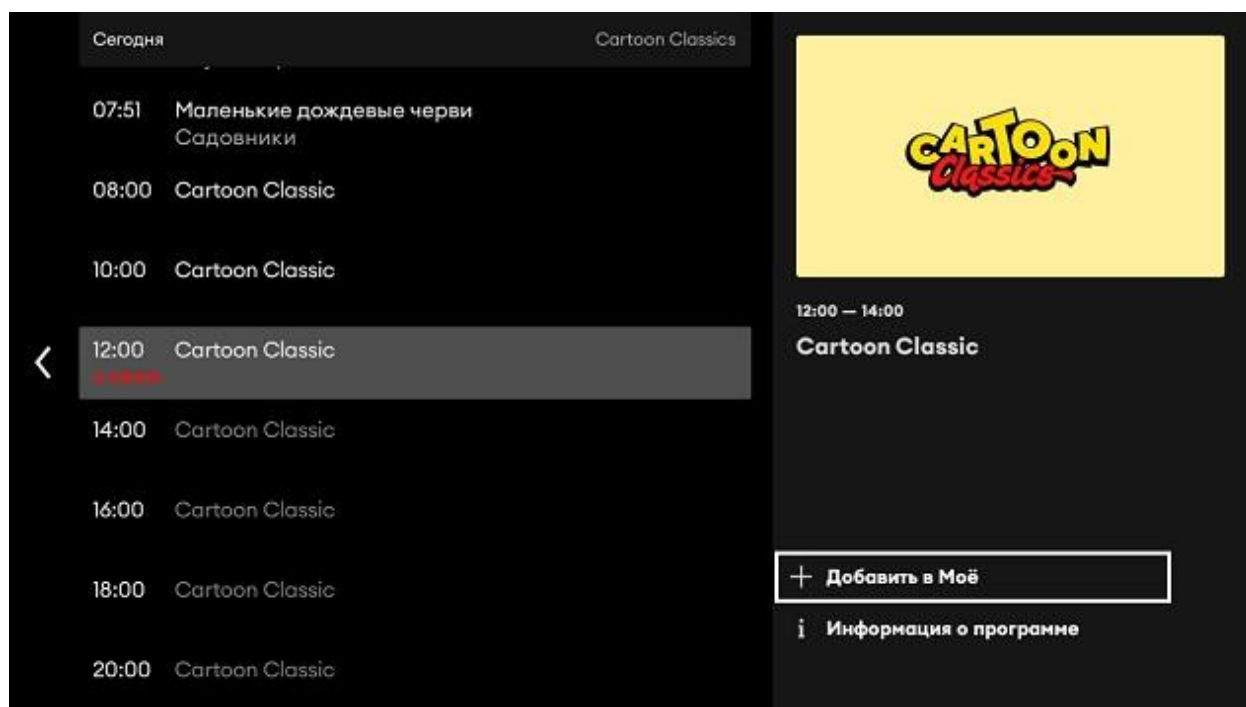 Сегодня
Cartoon Classics
07:51 Маленькие дождевые черви
Садовники
08:00 Cartoon Classic
10:00 Cartoon Classic
12:00 Cartoon Classic
14:00 Cartoon Classic
16:00 Cartoon Classic
18:00 Cartoon Classic
20:00 Cartoon Classic
CARTOON
Classics
12:00 — 14:00
Cartoon Classic
+ Добавить в Моё
i Информация о программе